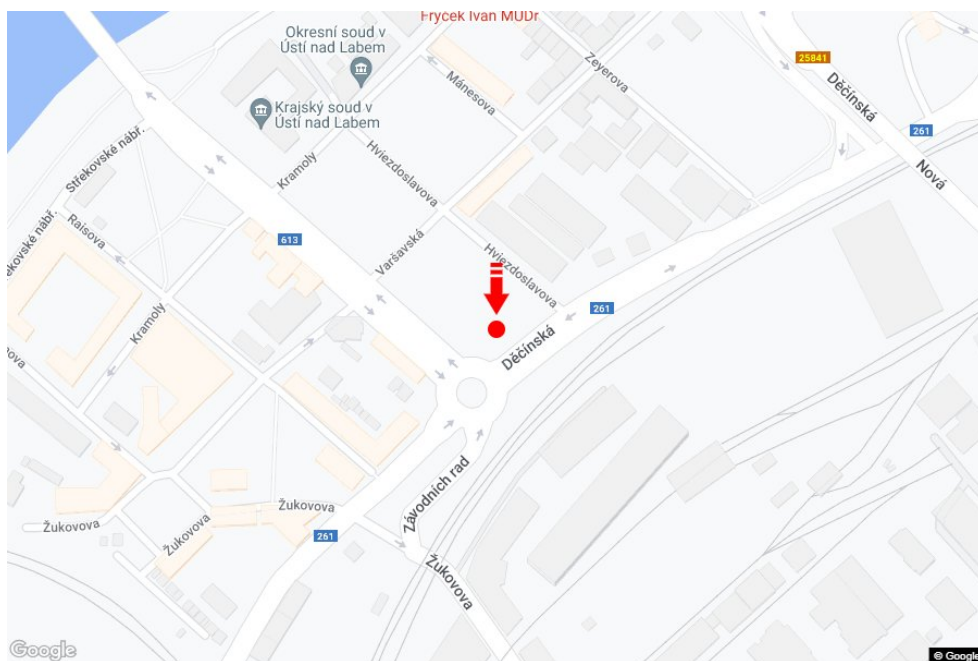 Fryček Ivan MUDr
Okresní soud v
Ústí nad Labem
Krajský soud v
Ústí nad Labem
Mánesova
Zeyerova
25841
Děčínská
261
Nová
Střekovské nábř.
Kramoly
Hviezdoslavova
Raisova
613
Varšavská
Hviezdoslavova
261
Děčínská
Kramoly
Závodních rad
Žukovova
Žukovova
Žukovova
261
Žukovova
Google
© Google